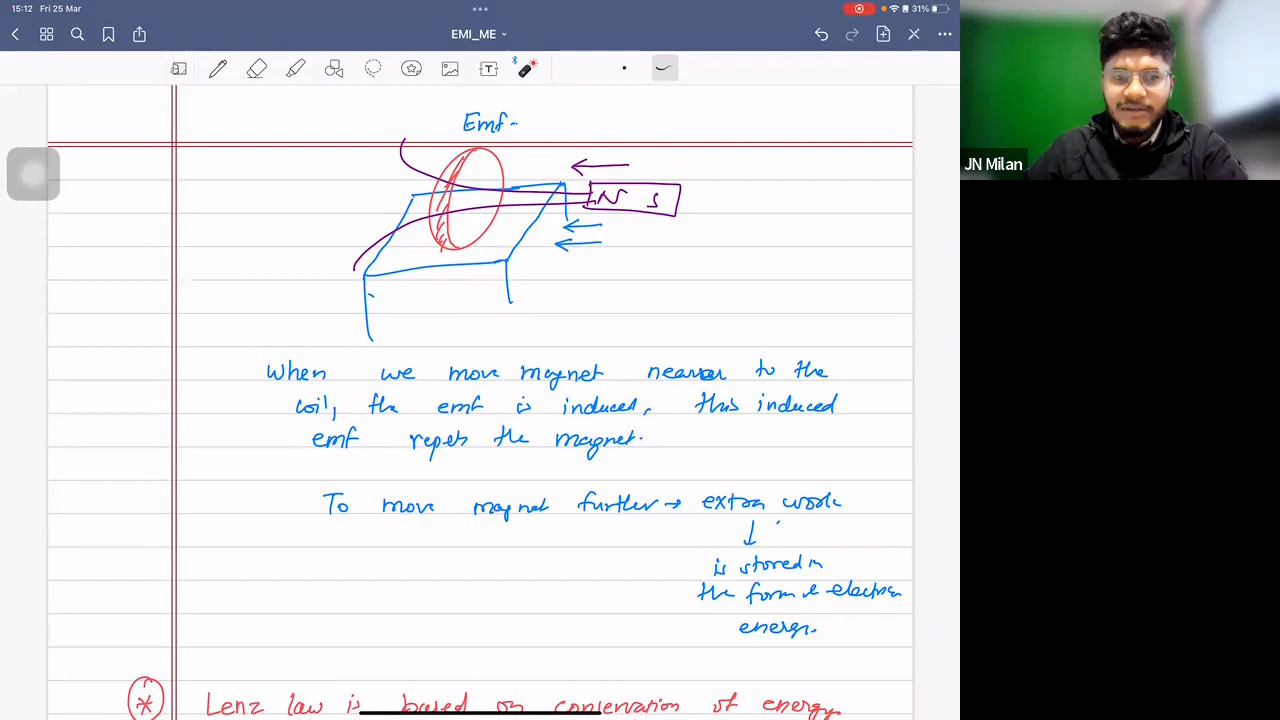 15:12 Fri 25 Mar
31%
EMI_ME
JN Milan
Emf-
N S
When we move magnet nearer to the
coil, the emf is induced, this induced
emf repels the magnet.
To move magnet further → extra work
↓
is stored in
the form of
energy.
* Lenz law is based on conservation of energy